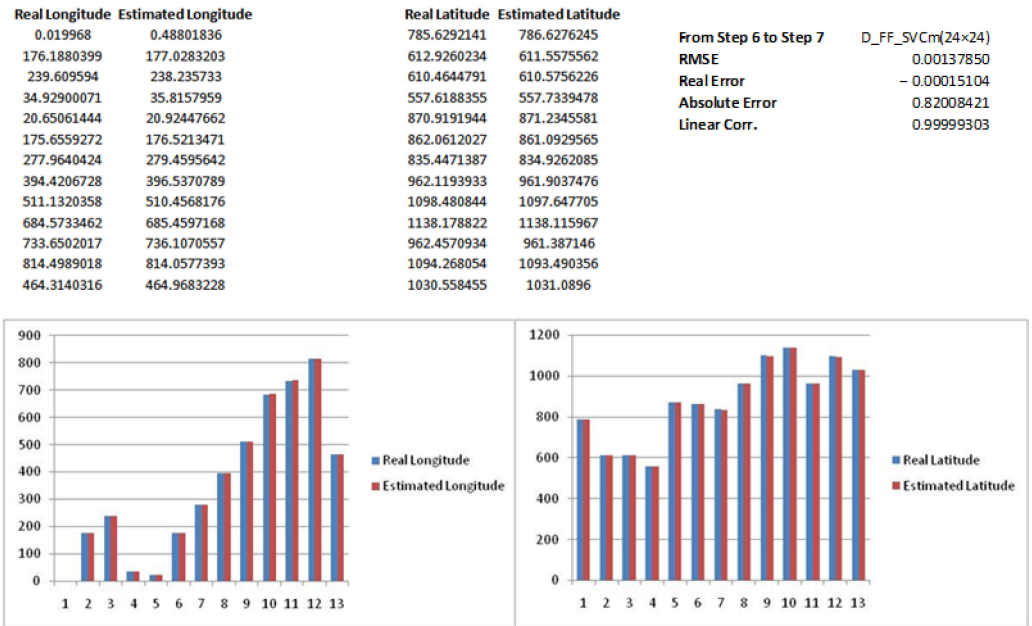 Real Longitude Estimated Longitude Real Latitude Estimated Latitude
0.019968 0.48801836 785.6292141 786.6276245
176.1880399 177.0283203 612.9260234 611.5575562
239.609594 238.235733 610.4644791 610.5756226
34.92900071 35.8157959 557.6188355 557.7339478
20.65061444 20.92447662 870.9191944 871.2345581
175.6559272 176.5213471 862.0612027 861.0929565
277.9640424 279.4595642 835.4471387 834.9262085
394.4206728 396.5370789 962.1193933 961.9037476
511.1320358 510.4568176 1098.480844 1097.647705
684.5733462 685.4597168 1138.178822 1138.115967
733.6502017 736.1070557 962.4570934 961.387146
814.4989018 814.0577393 1094.268054 1093.490356
464.3140316 464.9683228 1030.558455 1031.0896
From Step 6 to Step 7 D_FF_SVCm(24×24)
RMSE 0.00137850
Real Error – 0.00015104
Absolute Error 0.82008421
Linear Corr. 0.99999303
900
800
700
600
500
400
300
200
100
0
1 2 3 4 5 6 7 8 9 10 11 12 13
Real Longitude
Estimated Longitude
1200
1000
800
600
400
200
0
1 2 3 4 5 6 7 8 9 10 11 12 13
Real Latitude
Estimated Latitude